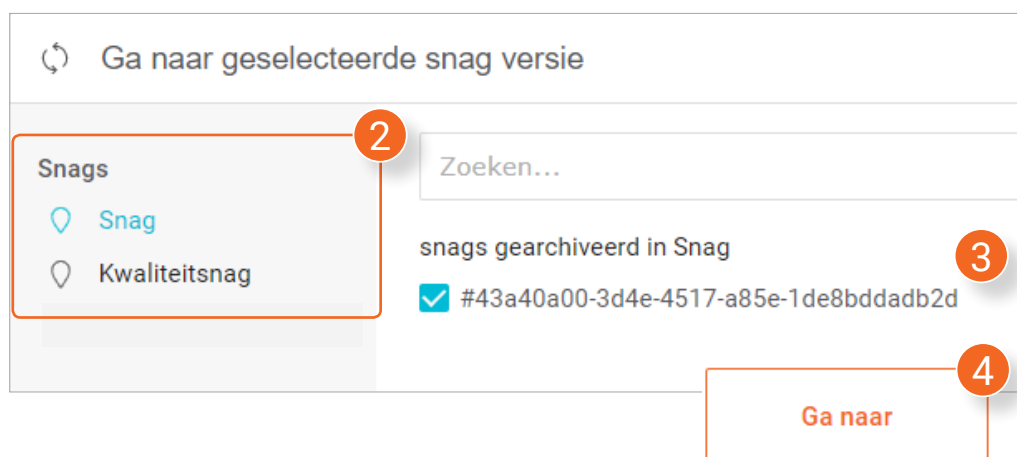 Ga naar geselecteerde snag versie
2
Snags
Zoeken...
Snag
Kwaliteitsnag
snags gearchiveerd in Snag
3
#43a40a00-3d4e-4517-a85e-1de8bddadb2d
4
Ga naar